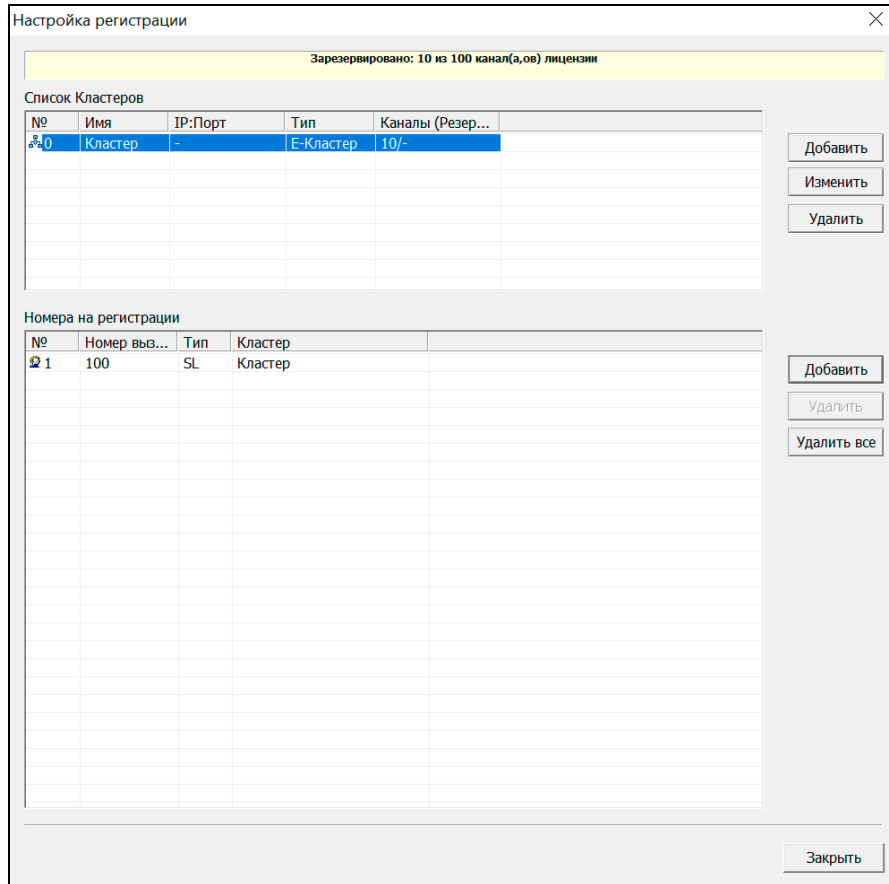 Настройка регистрации
Зарезервировано: 10 из 100 канал(а,ов) лицензии
Список Кластеров
№ Имя IP:Порт Тип Каналы (Резер...
0 Кластер - Е-Кластер 10/-
Добавить
Изменить
Удалить
Номера на регистрации
№ Номер выз... Тип Кластер
1 100 SL Кластер
Добавить
Удалить
Удалить все
Закрыть